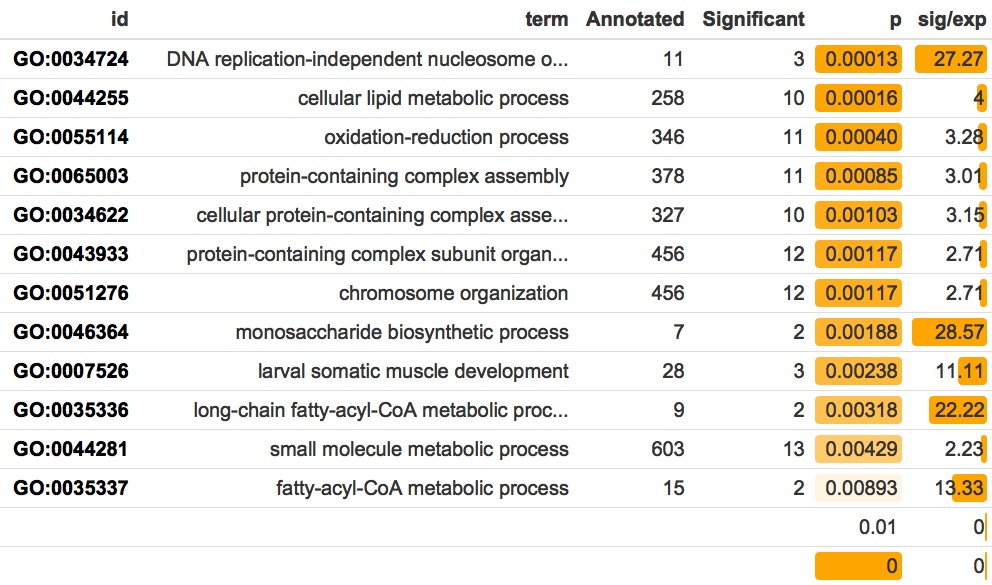 id term Annotated Significant p sig/exp
GO:0034724 DNA replication-independent nucleosome o... 11 3 0.00013 27.27
GO:0044255 cellular lipid metabolic process 258 10 0.00016 4
GO:0055114 oxidation-reduction process 346 11 0.00040 3.28
GO:0065003 protein-containing complex assembly 378 11 0.00085 3.01
GO:0034622 cellular protein-containing complex asse... 327 10 0.00103 3.15
GO:0043933 protein-containing complex subunit organ... 456 12 0.00117 2.71
GO:0051276 chromosome organization 456 12 0.00117 2.71
GO:0046364 monosaccharide biosynthetic process 7 2 0.00188 28.57
GO:0007526 larval somatic muscle development 28 3 0.00238 11.11
GO:0035336 long-chain fatty-acyl-CoA metabolic proc... 9 2 0.00318 22.22
GO:0044281 small molecule metabolic process 603 13 0.00429 2.23
GO:0035337 fatty-acyl-CoA metabolic process 15 2 0.00893 13.33
0.01 0
0 0